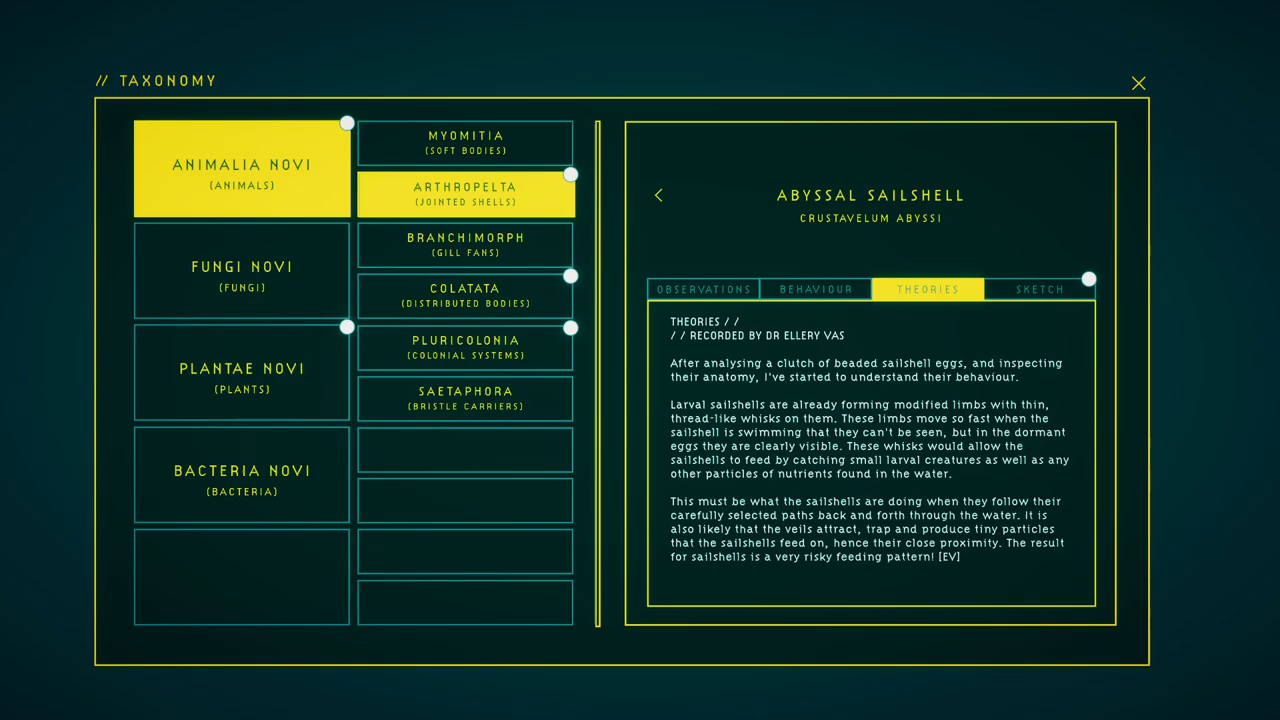 // TAXONOMY
ANIMALIA NOVI
(ANIMALS)
FUNGI NOVI
(FUNGI)
PLANTAE NOVI
(PLANTS)
BACTERIA NOVI
(BACTERIA)
MYOMITIA
(SOFT BODIES)
ARTHROPELTA
(JOINTED SHELLS)
BRANCHIMORPH
(GILL FANS)
COLATATA
(DISTRIBUTED BODIES)
PLURICOLONIA
(COLONIAL SYSTEMS)
SAETAPHORA
(BRISTLE CARRIERS)
ABYSSAL SAILSHELL
CRUSTAVELUM ABYSSI
OBSERVATIONS BEHAVIOUR THEORIES SKETCH
THEORIES / /
/ / RECORDED BY DR ELLERY VAS
After analysing a clutch of beaded sailshell eggs, and inspecting
their anatomy, I've started to understand their behaviour.
Larval sailshells are already forming modified limbs with thin,
thread-like whisks on them. These limbs move so fast when the
sailshell is swimming that they can't be seen, but in the dormant
eggs they are clearly visible. These whisks would allow the
sailshells to feed by catching small larval creatures as well as any
other particles of nutrients found in the water.
This must be what the sailshells are doing when they follow their
carefully selected paths back and forth through the water. It is
also likely that the veils attract, trap and produce tiny particles
that the sailshells feed on, hence their close proximity. The result
for sailshells is a very risky feeding pattern! [EV]